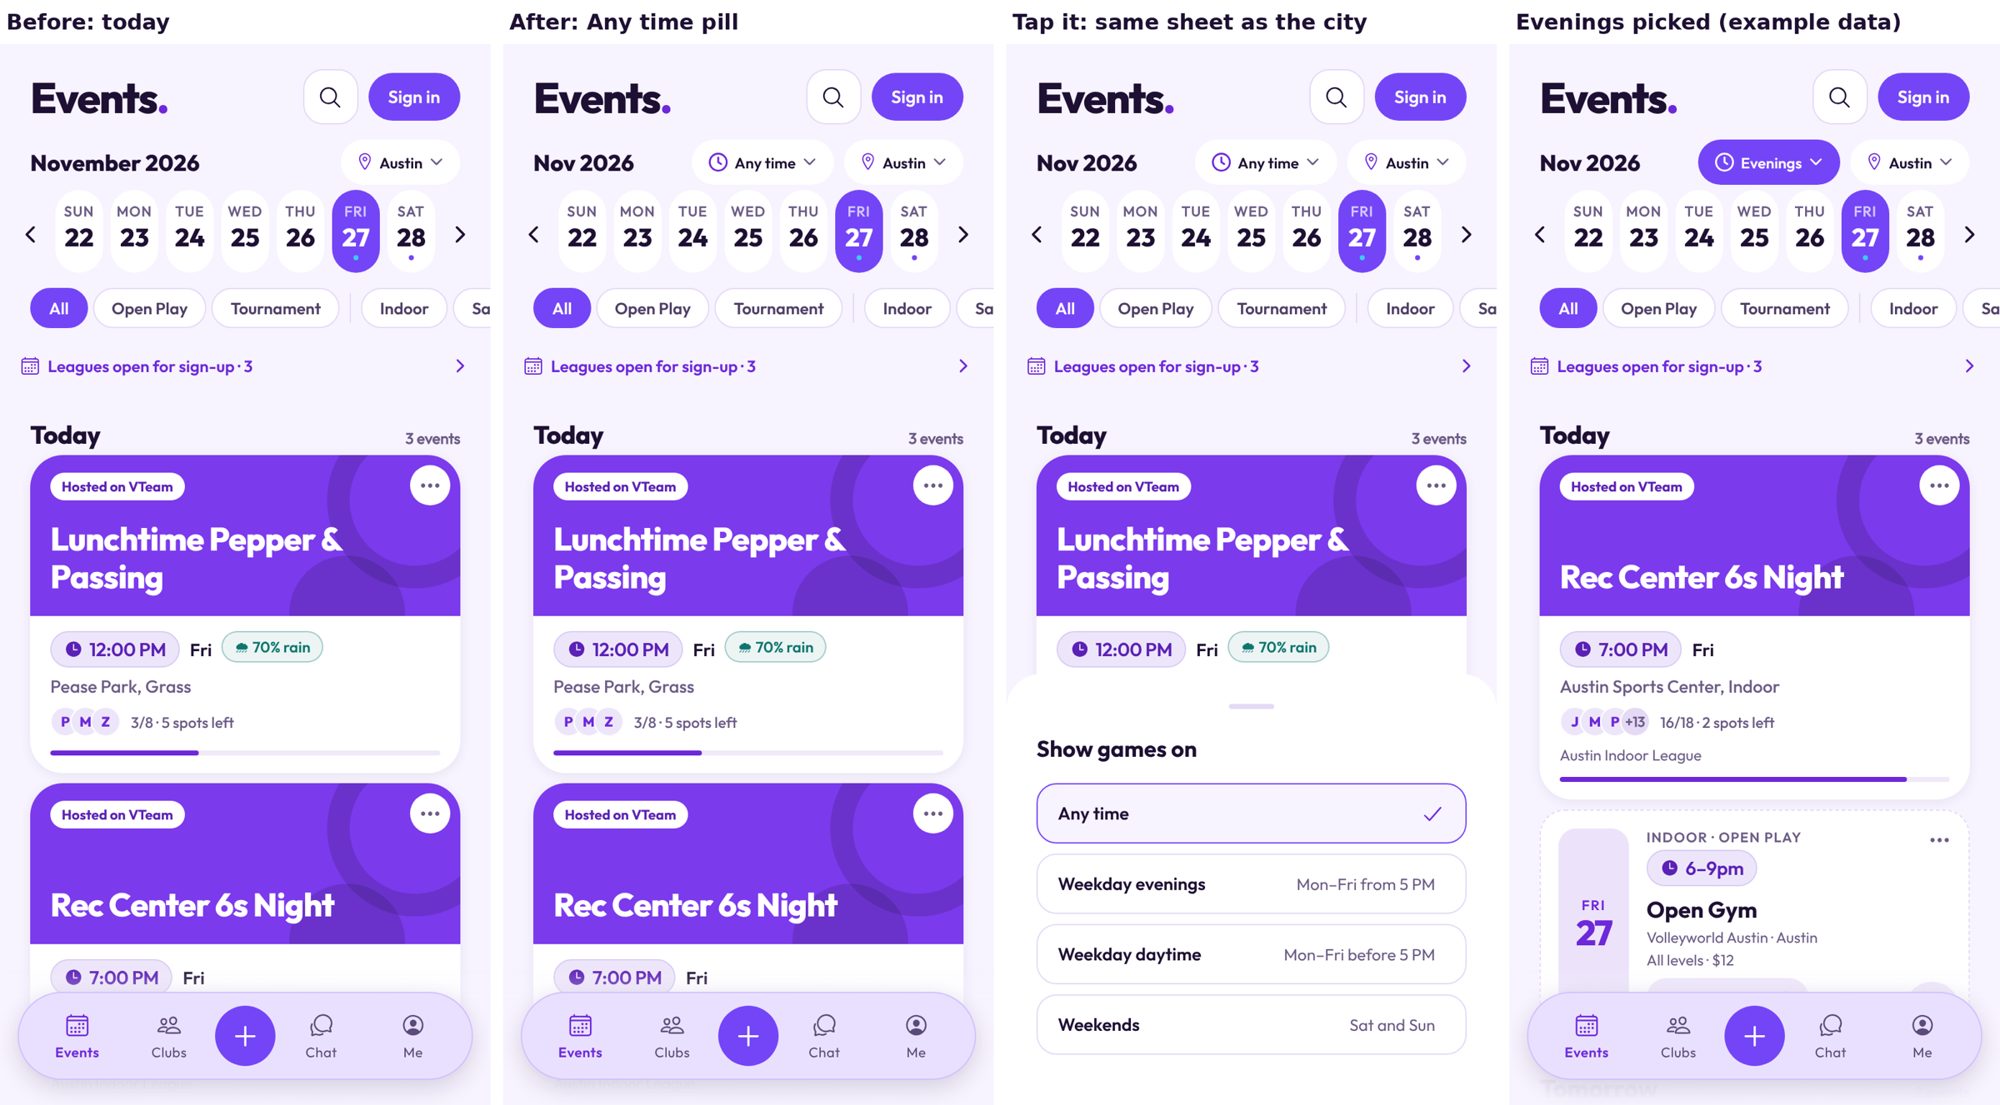 Before: today
Events.
Sign in
November 2026
Austin
SUN MON TUE WED THU FRI SAT
22 23 24 25 26 27 28
All Open Play Tournament Indoor Sa
Leagues open for sign-up · 3
Today
3 events
Hosted on VTeam
Lunchtime Pepper &
Passing
12:00 PM Fri 70% rain
Pease Park, Grass
P M Z 3/8 · 5 spots left
Hosted on VTeam
Rec Center 6s Night
7:00 PM Fri
Events Clubs Chat Me
Austin Indoor League
After: Any time pill
Events.
Sign in
Nov 2026
Any time
Austin
SUN MON TUE WED THU FRI SAT
22 23 24 25 26 27 28
All Open Play Tournament Indoor Sa
Leagues open for sign-up · 3
Today
3 events
Hosted on VTeam
Lunchtime Pepper &
Passing
12:00 PM Fri 70% rain
Pease Park, Grass
P M Z 3/8 · 5 spots left
Hosted on VTeam
Rec Center 6s Night
7:00 PM Fri
Events Clubs Chat Me
Austin Indoor League
Tap it: same sheet as the city
Events.
Sign in
Nov 2026
Any time
Austin
SUN MON TUE WED THU FRI SAT
22 23 24 25 26 27 28
All Open Play Tournament Indoor Sa
Leagues open for sign-up · 3
Today
3 events
Hosted on VTeam
Lunchtime Pepper &
Passing
12:00 PM Fri 70% rain
Show games on
Any time
Weekday evenings Mon–Fri from 5 PM
Weekday daytime Mon–Fri before 5 PM
Weekends Sat and Sun
Evenings picked (example data)
Events.
Sign in
Nov 2026
Evenings
Austin
SUN MON TUE WED THU FRI SAT
22 23 24 25 26 27 28
All Open Play Tournament Indoor Sa
Leagues open for sign-up · 3
Today
3 events
Hosted on VTeam
Rec Center 6s Night
7:00 PM Fri
Austin Sports Center, Indoor
J M P +13 16/18 · 2 spots left
Austin Indoor League
INDOOR · OPEN PLAY
6–9pm
FRI
27
Open Gym
Volleyworld Austin · Austin
All levels · $12
Events Clubs Chat Me
Tomorrow